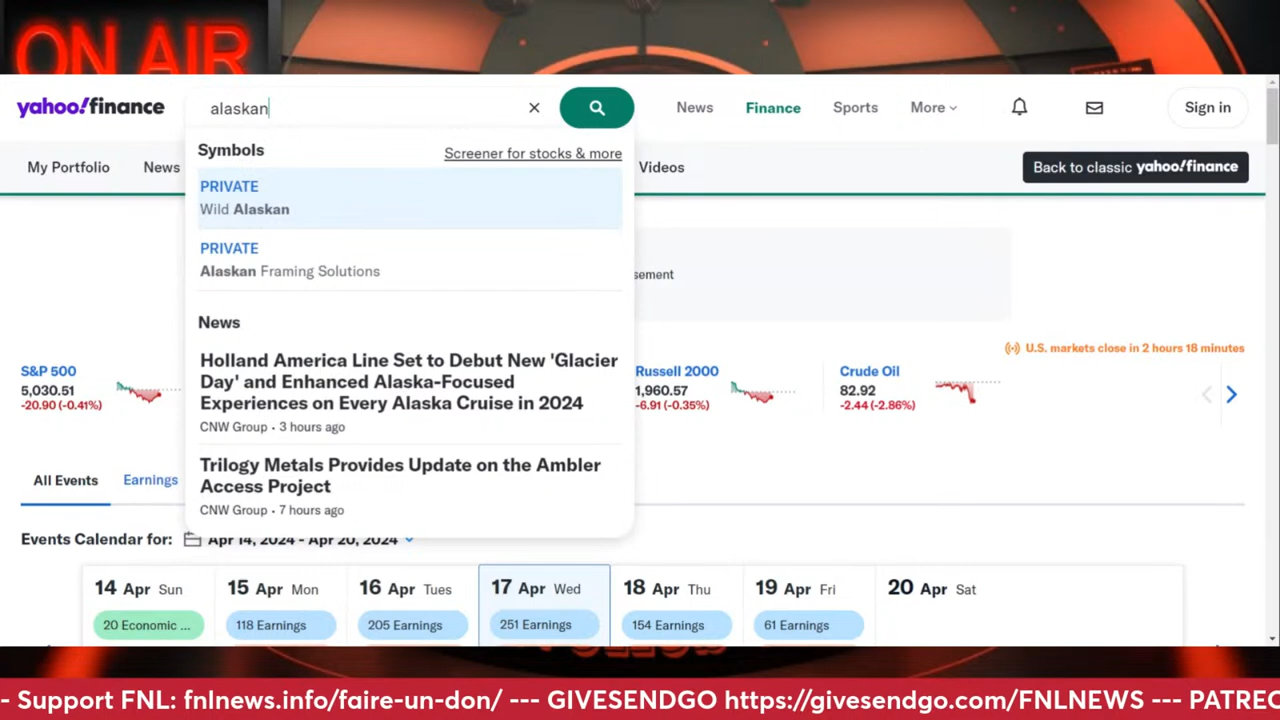 ON AIR
yahoo!finance
alaskan
News
Finance
Sports
More
Sign in
My Portfolio
News
Videos
Back to classic yahoo!finance
Symbols
Screener for stocks & more
PRIVATE
Wild Alaskan
PRIVATE
Alaskan Framing Solutions
News
Holland America Line Set to Debut New 'Glacier
Day' and Enhanced Alaska-Focused
Experiences on Every Alaska Cruise in 2024
CNW Group • 3 hours ago
Trilogy Metals Provides Update on the Ambler
Access Project
CNW Group • 7 hours ago
sement
U.S. markets close in 2 hours 18 minutes
S&P 500
5,030.51
-20.90 (-0.41%)
Russell 2000
1,960.57
-6.91 (-0.35%)
Crude Oil
82.92
-2.44 (-2.86%)
All Events
Earnings
Events Calendar for:
Apr 14, 2024 - Apr 20, 2024
14 Apr Sun
15 Apr Mon
16 Apr Tues
17 Apr Wed
18 Apr Thu
19 Apr Fri
20 Apr Sat
20 Economic ...
118 Earnings
205 Earnings
251 Earnings
154 Earnings
61 Earnings
- Support FNL: fnlnews.info/faire-un-don/ --- GIVESENDGO https://givesendgo.com/FNLNEWS --- PATREO